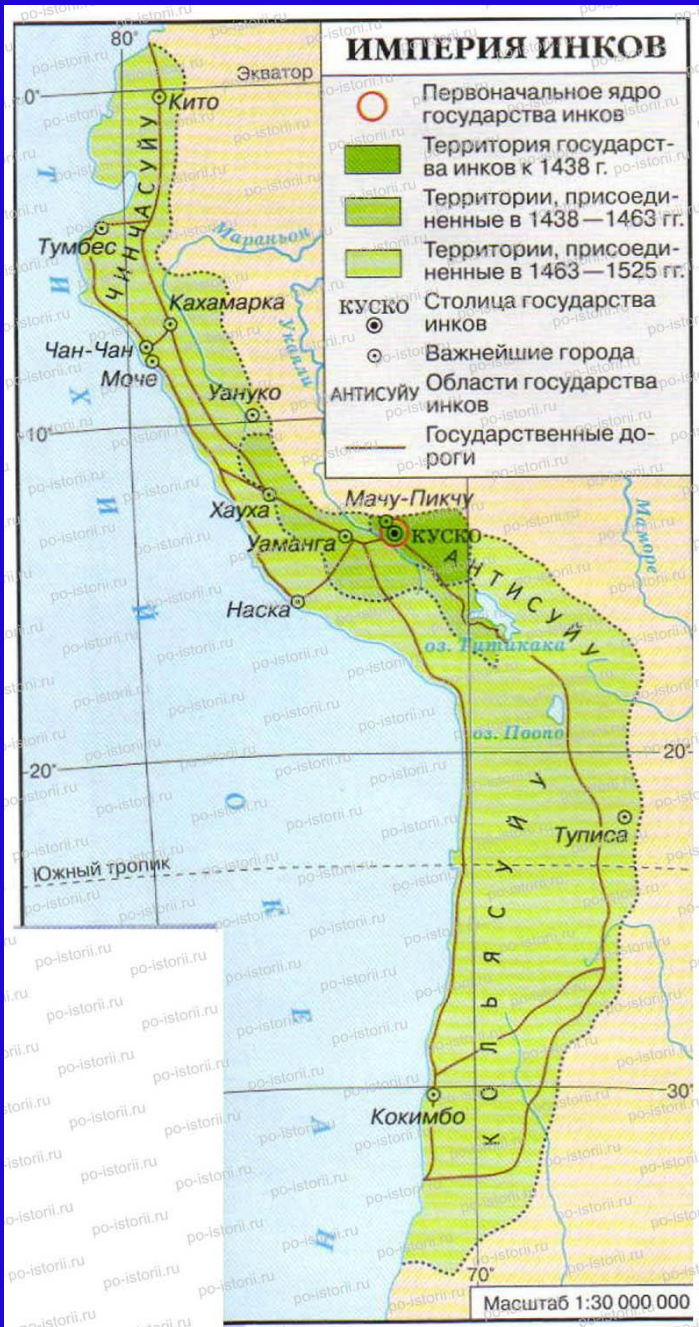 ИМПЕРИЯ ИНКОВ
Первоначальное ядро
государства инков
Территория государст-
ва инков к 1438 г.
Территории, присоеди-
ненные в 1438—1463 гг.
Территории, присоеди-
ненные в 1463—1525 гг.
КУСКО Столица государства
инков
Важнейшие города
АНТИСУЙУ Области государства
инков
Государственные до-
роги
80°
Экватор
0°
Кито
ЧИНЧАСУЙУ
Тумбес
Мараньон
Укаяли
Кахамарка
Чан-Чан
Моче
Уануко
10°
Мачу-Пикчу
Хауха
КУСКО
Уаманга
Маморе
АНТИСУЙУ
Наска
оз. Титикака
оз. Поопо
20°
20°
Туписа
Южный тропик
КОЛЬЯСУЙУ
ТИХИЙ ОКЕАН
30°
Кокимбо
70°
Масштаб 1:30 000 000
po-istorii.ru